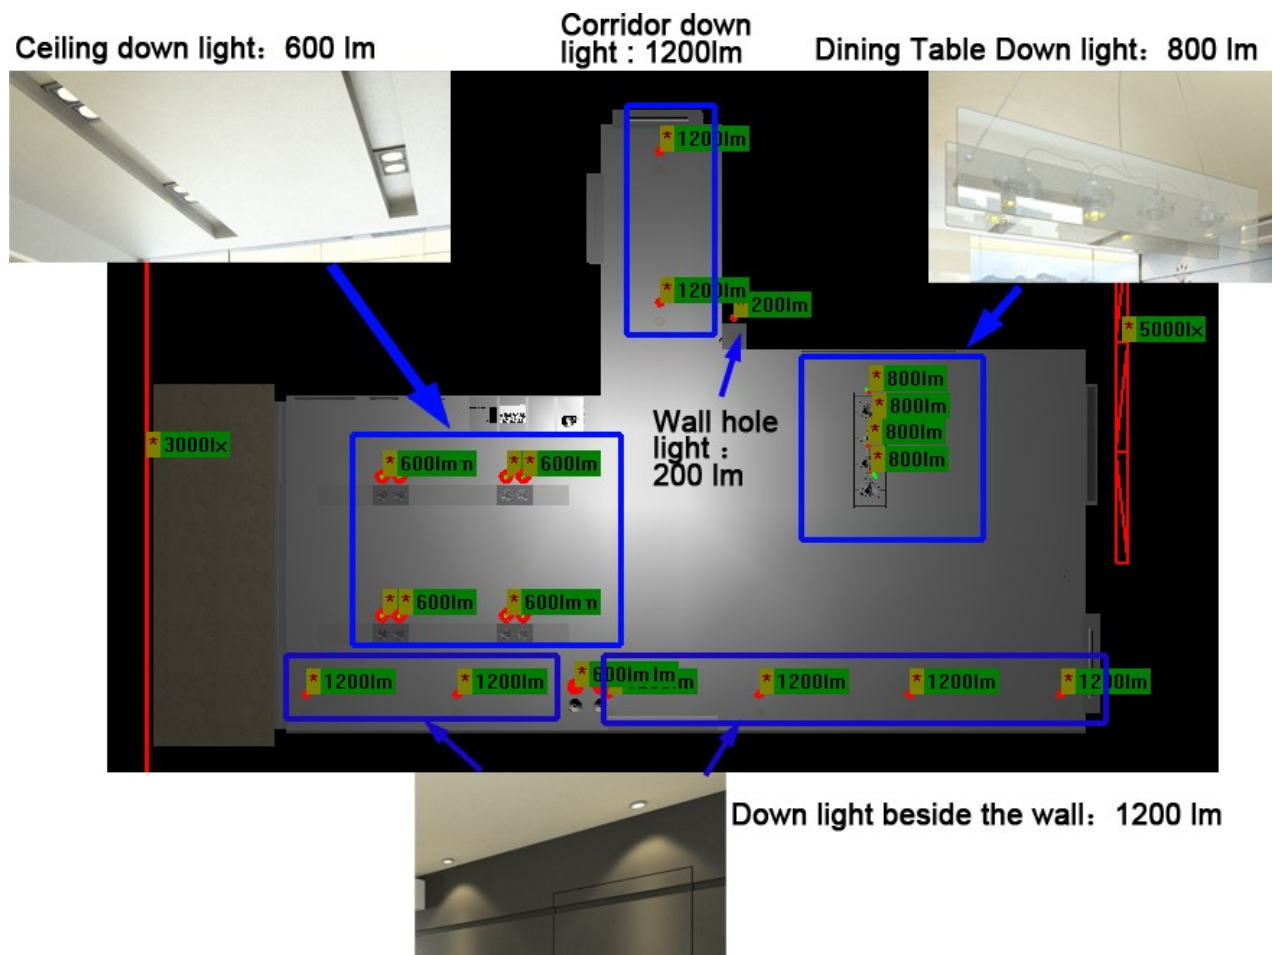 Corridor down
light : 1200lm
Ceiling down light: 600 lm
Dining Table Down light: 800 lm
* 1200lm
* 1200lm
* 200lm
* 5000lx
* 3000lx
* 800lm
* 800lm
* 800lm
* 800lm
Wall hole
light :
200 lm
* 600lm
* * 600lm
* * 600lm
* 600lm
* 600lm
* 1200lm
* 1200lm
* 1200lm
* 1200lm
* 1200lm
Down light beside the wall: 1200 lm